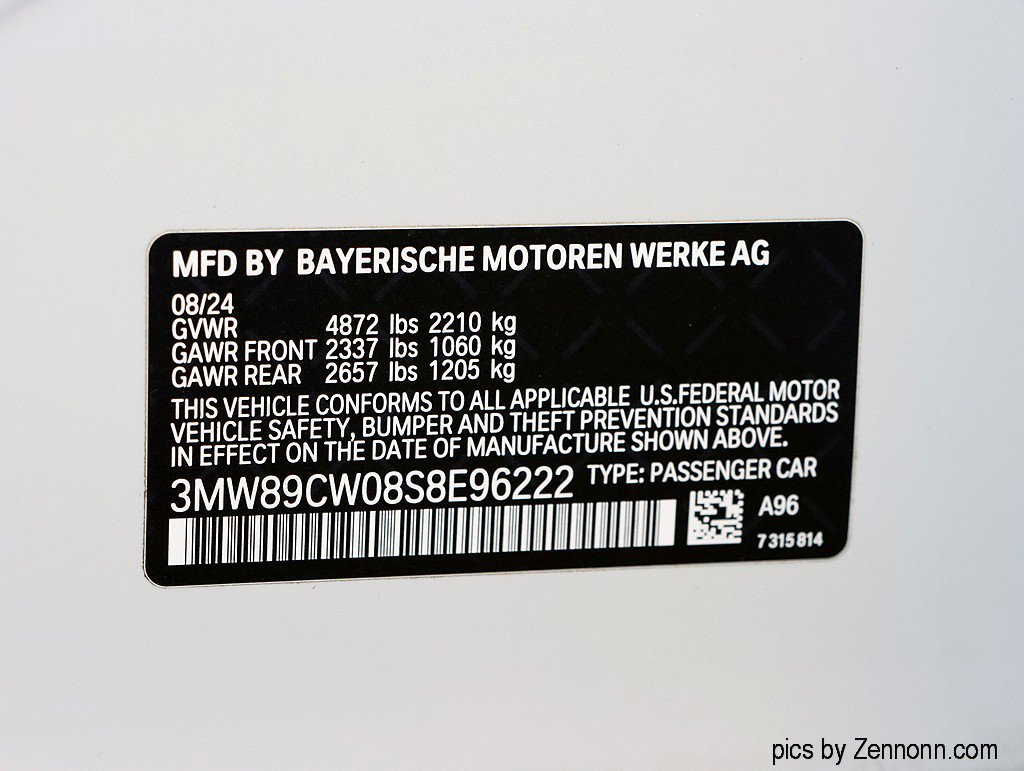 MFD BY BAYERISCHE MOTOREN WERKE AG
08/24
GVWR 4872 lbs 2210 kg
GAWR FRONT 2337 lbs 1060 kg
GAWR REAR 2657 lbs 1205 kg
THIS VEHICLE CONFORMS TO ALL APPLICABLE U.S.FEDERAL MOTOR
VEHICLE SAFETY, BUMPER AND THEFT PREVENTION STANDARDS
IN EFFECT ON THE DATE OF MANUFACTURE SHOWN ABOVE.
3MW89CW08S8E96222 TYPE: PASSENGER CAR
A96
7 315 814
pics by Zennonn.com